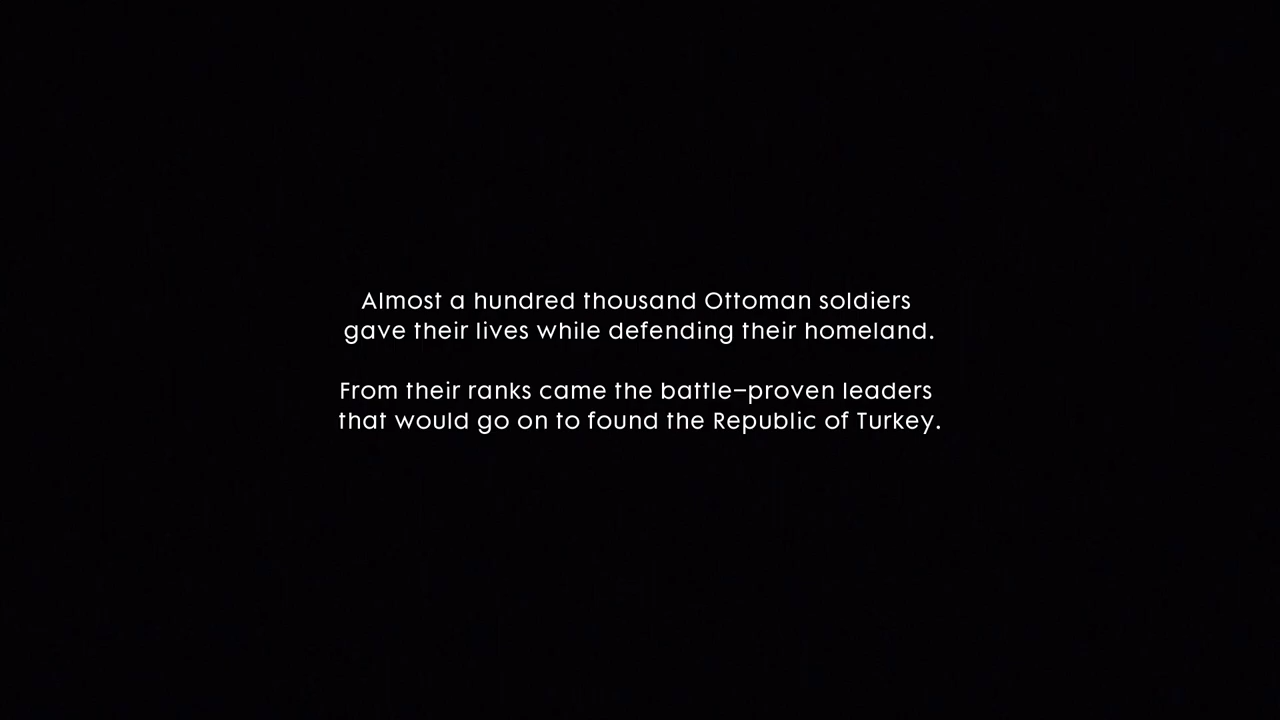 Almost a hundred thousand Ottoman soldiers
gave their lives while defending their homeland.
From their ranks came the battle–proven leaders
that would go on to found the Republic of Turkey.